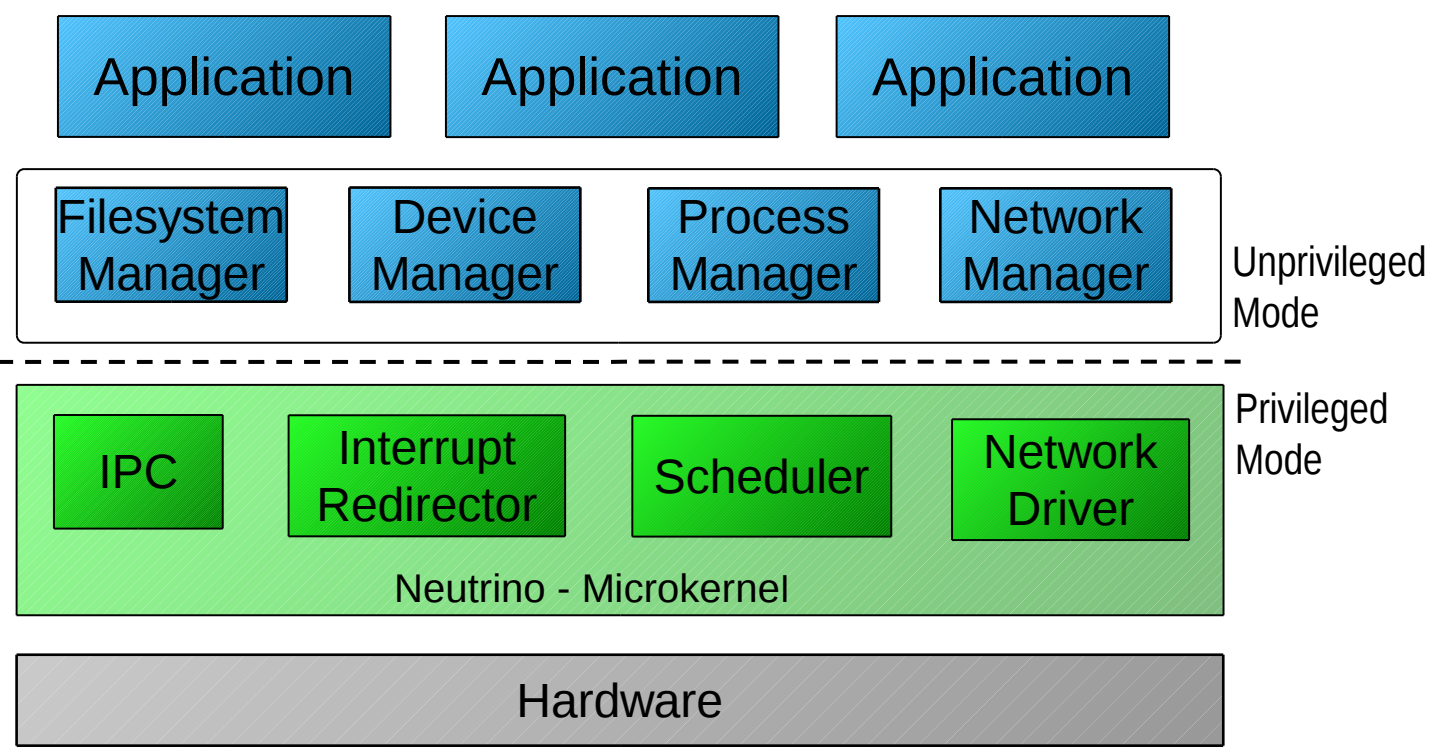 Application
Application
Application
Filesystem
Manager
Device
Manager
Process
Manager
Network
Manager
Unprivileged
Mode
Privileged
Mode
IPC
Interrupt
Redirector
Scheduler
Network
Driver
Neutrino - Microkernel
Hardware